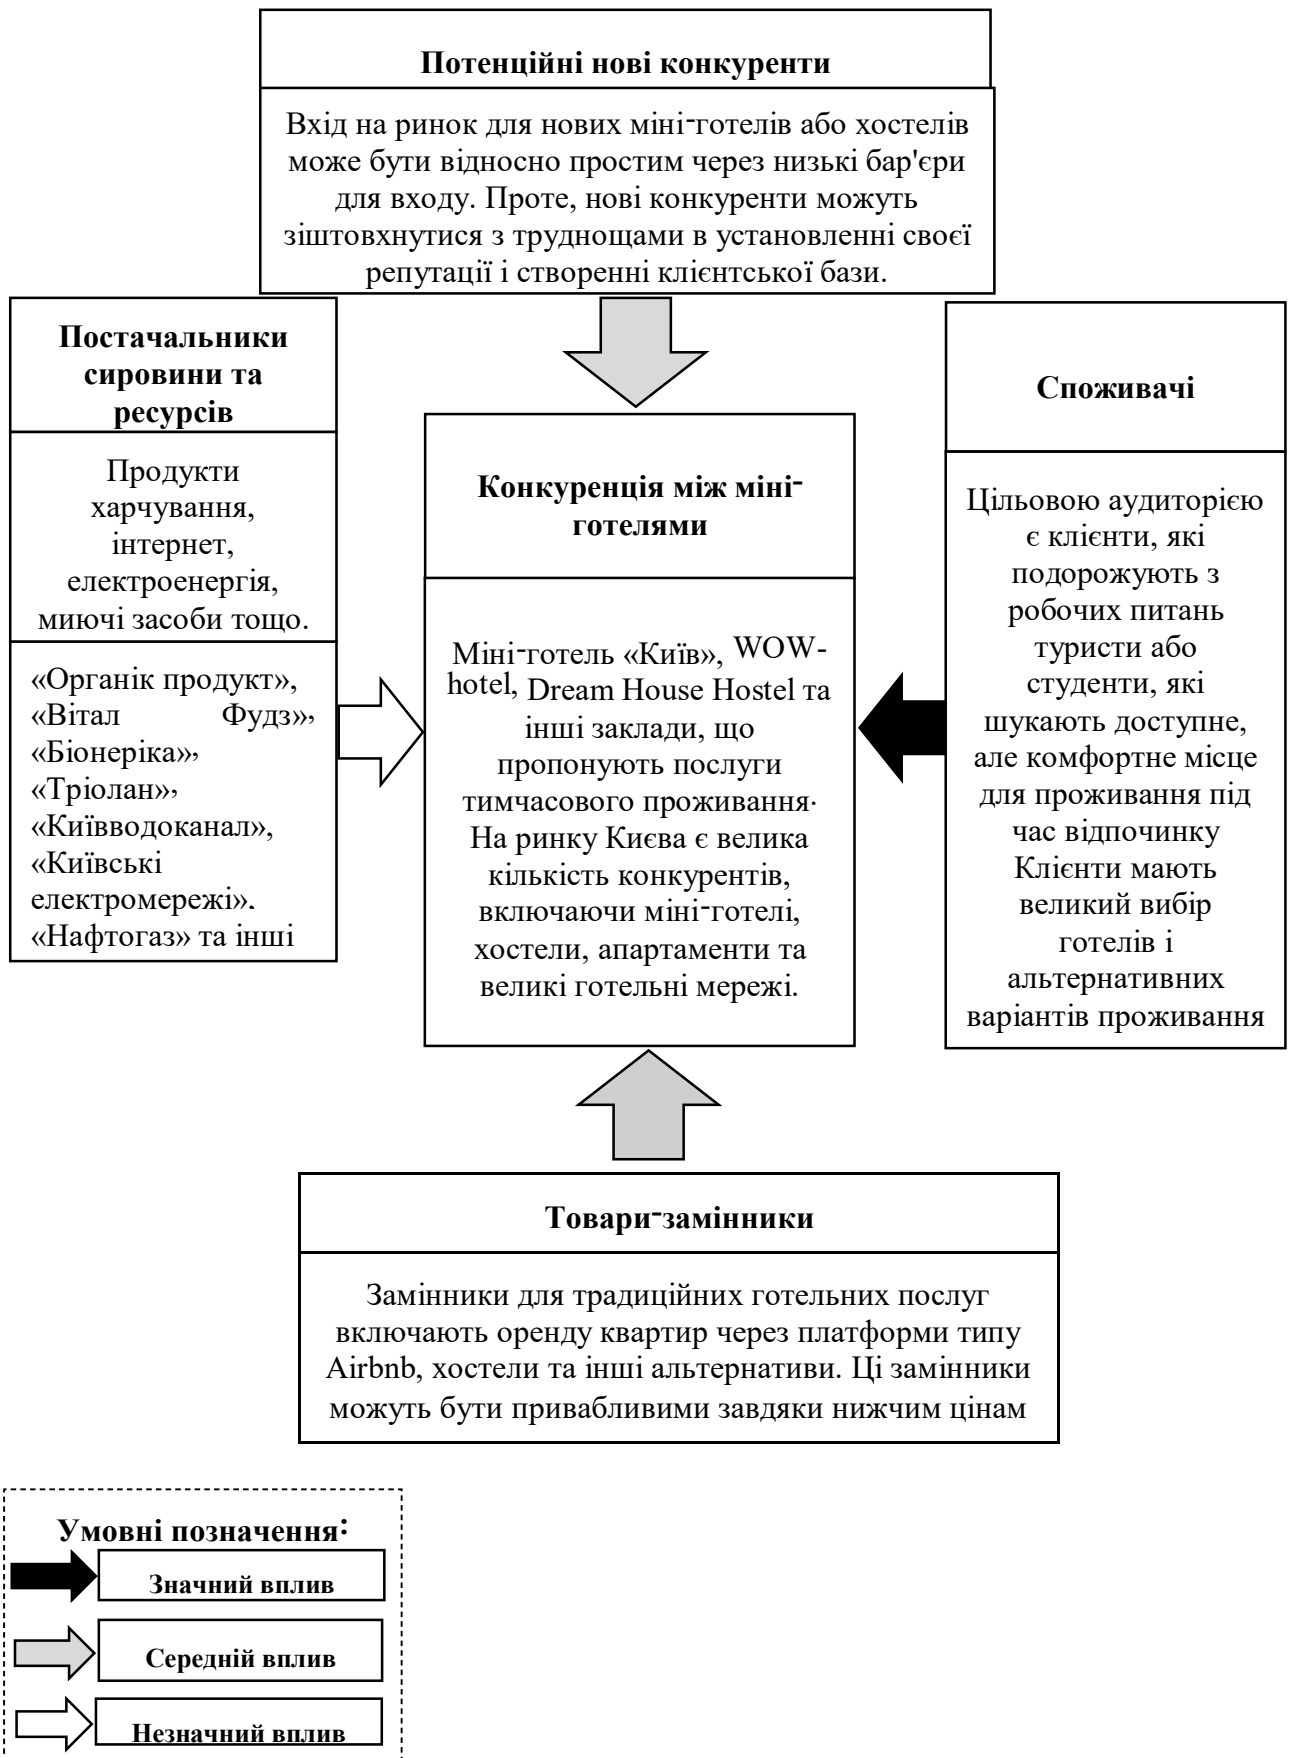 Потенційні нові конкуренти
Вхід на ринок для нових міні-готелів або хостелів
може бути відносно простим через низькі бар'єри
для входу. Проте, нові конкуренти можуть
зіштовхнутися з труднощами в установленні своєї
репутації і створенні клієнтської бази.
Постачальники
сировини та
ресурсів
Продукти
харчування,
інтернет,
електроенергія,
миючі засоби тощо.
«Органік продукт»,
«Вітал Фудз»,
«Біонеріка»,
«Тріолан»,
«Київводоканал»,
«Київські
електромережі».
«Нафтогаз» та інші
Конкуренція між міні-
готелями
Міні-готель «Київ», WOW-
hotel, Dream House Hostel та
інші заклади, що
пропонують послуги
тимчасового проживання.
На ринку Києва є велика
кількість конкурентів,
включаючи міні-готелі,
хостели, апартаменти та
великі готельні мережі.
Споживачі
Цільовою аудиторією
є клієнти, які
подорожують з
робочих питань
туристи або
студенти, які
шукають доступне,
але комфортне місце
для проживання під
час відпочинку
Клієнти мають
великий вибір
готелів і
альтернативних
варіантів проживання
Товари-замінники
Замінники для традиційних готельних послуг
включають оренду квартир через платформи типу
Airbnb, хостели та інші альтернативи. Ці замінники
можуть бути привабливими завдяки нижчим цінам
Умовні позначення:
Значний вплив
Середній вплив
Незначний вплив